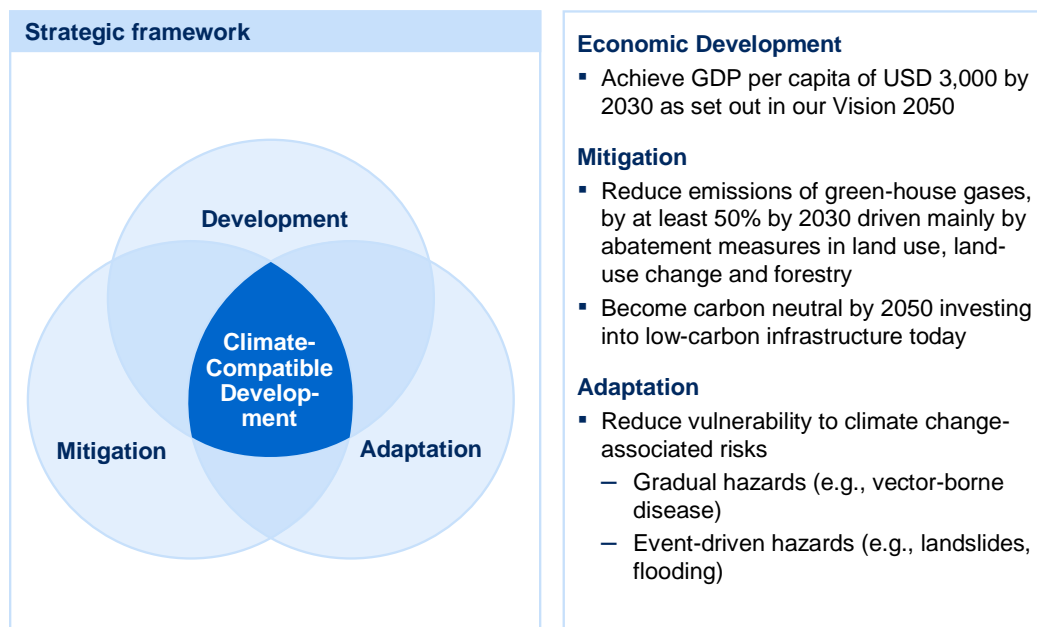 Strategic framework
Development
Climate-
Compatible
Develop-
ment
Mitigation
Adaptation
Economic Development
▪ Achieve GDP per capita of USD 3,000 by
2030 as set out in our Vision 2050
Mitigation
▪ Reduce emissions of green-house gases,
by at least 50% by 2030 driven mainly by
abatement measures in land use, land-
use change and forestry
▪ Become carbon neutral by 2050 investing
into low-carbon infrastructure today
Adaptation
▪ Reduce vulnerability to climate change-
associated risks
– Gradual hazards (e.g., vector-borne
disease)
– Event-driven hazards (e.g., landslides,
flooding)